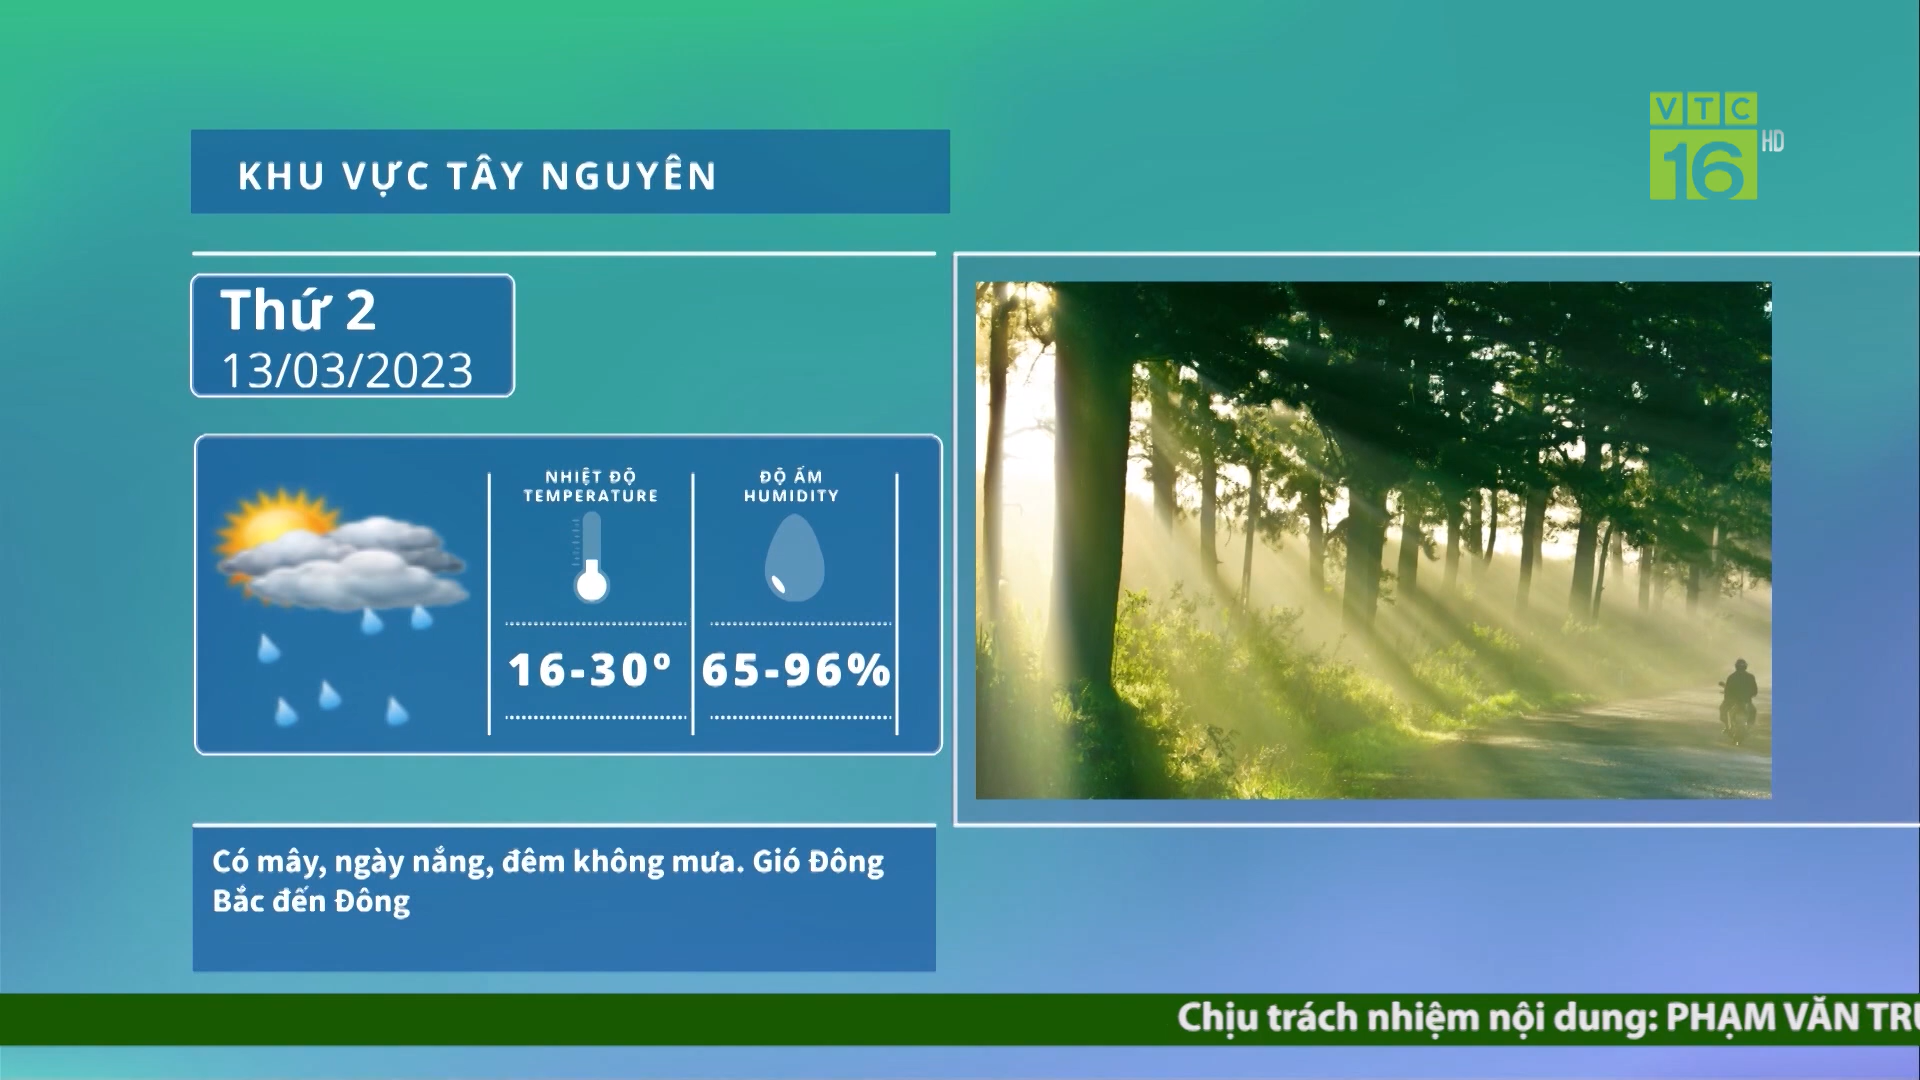 VTC
16
HD
KHU VỰC TÂY NGUYÊN
Thứ 2
13/03/2023
NHIỆT ĐỘ
TEMPERATURE
ĐỘ ẨM
HUMIDITY
16-30º
65-96%
Có mây, ngày nắng, đêm không mưa. Gió Đông
Bắc đến Đông
Chịu trách nhiệm nội dung: PHẠM VĂN